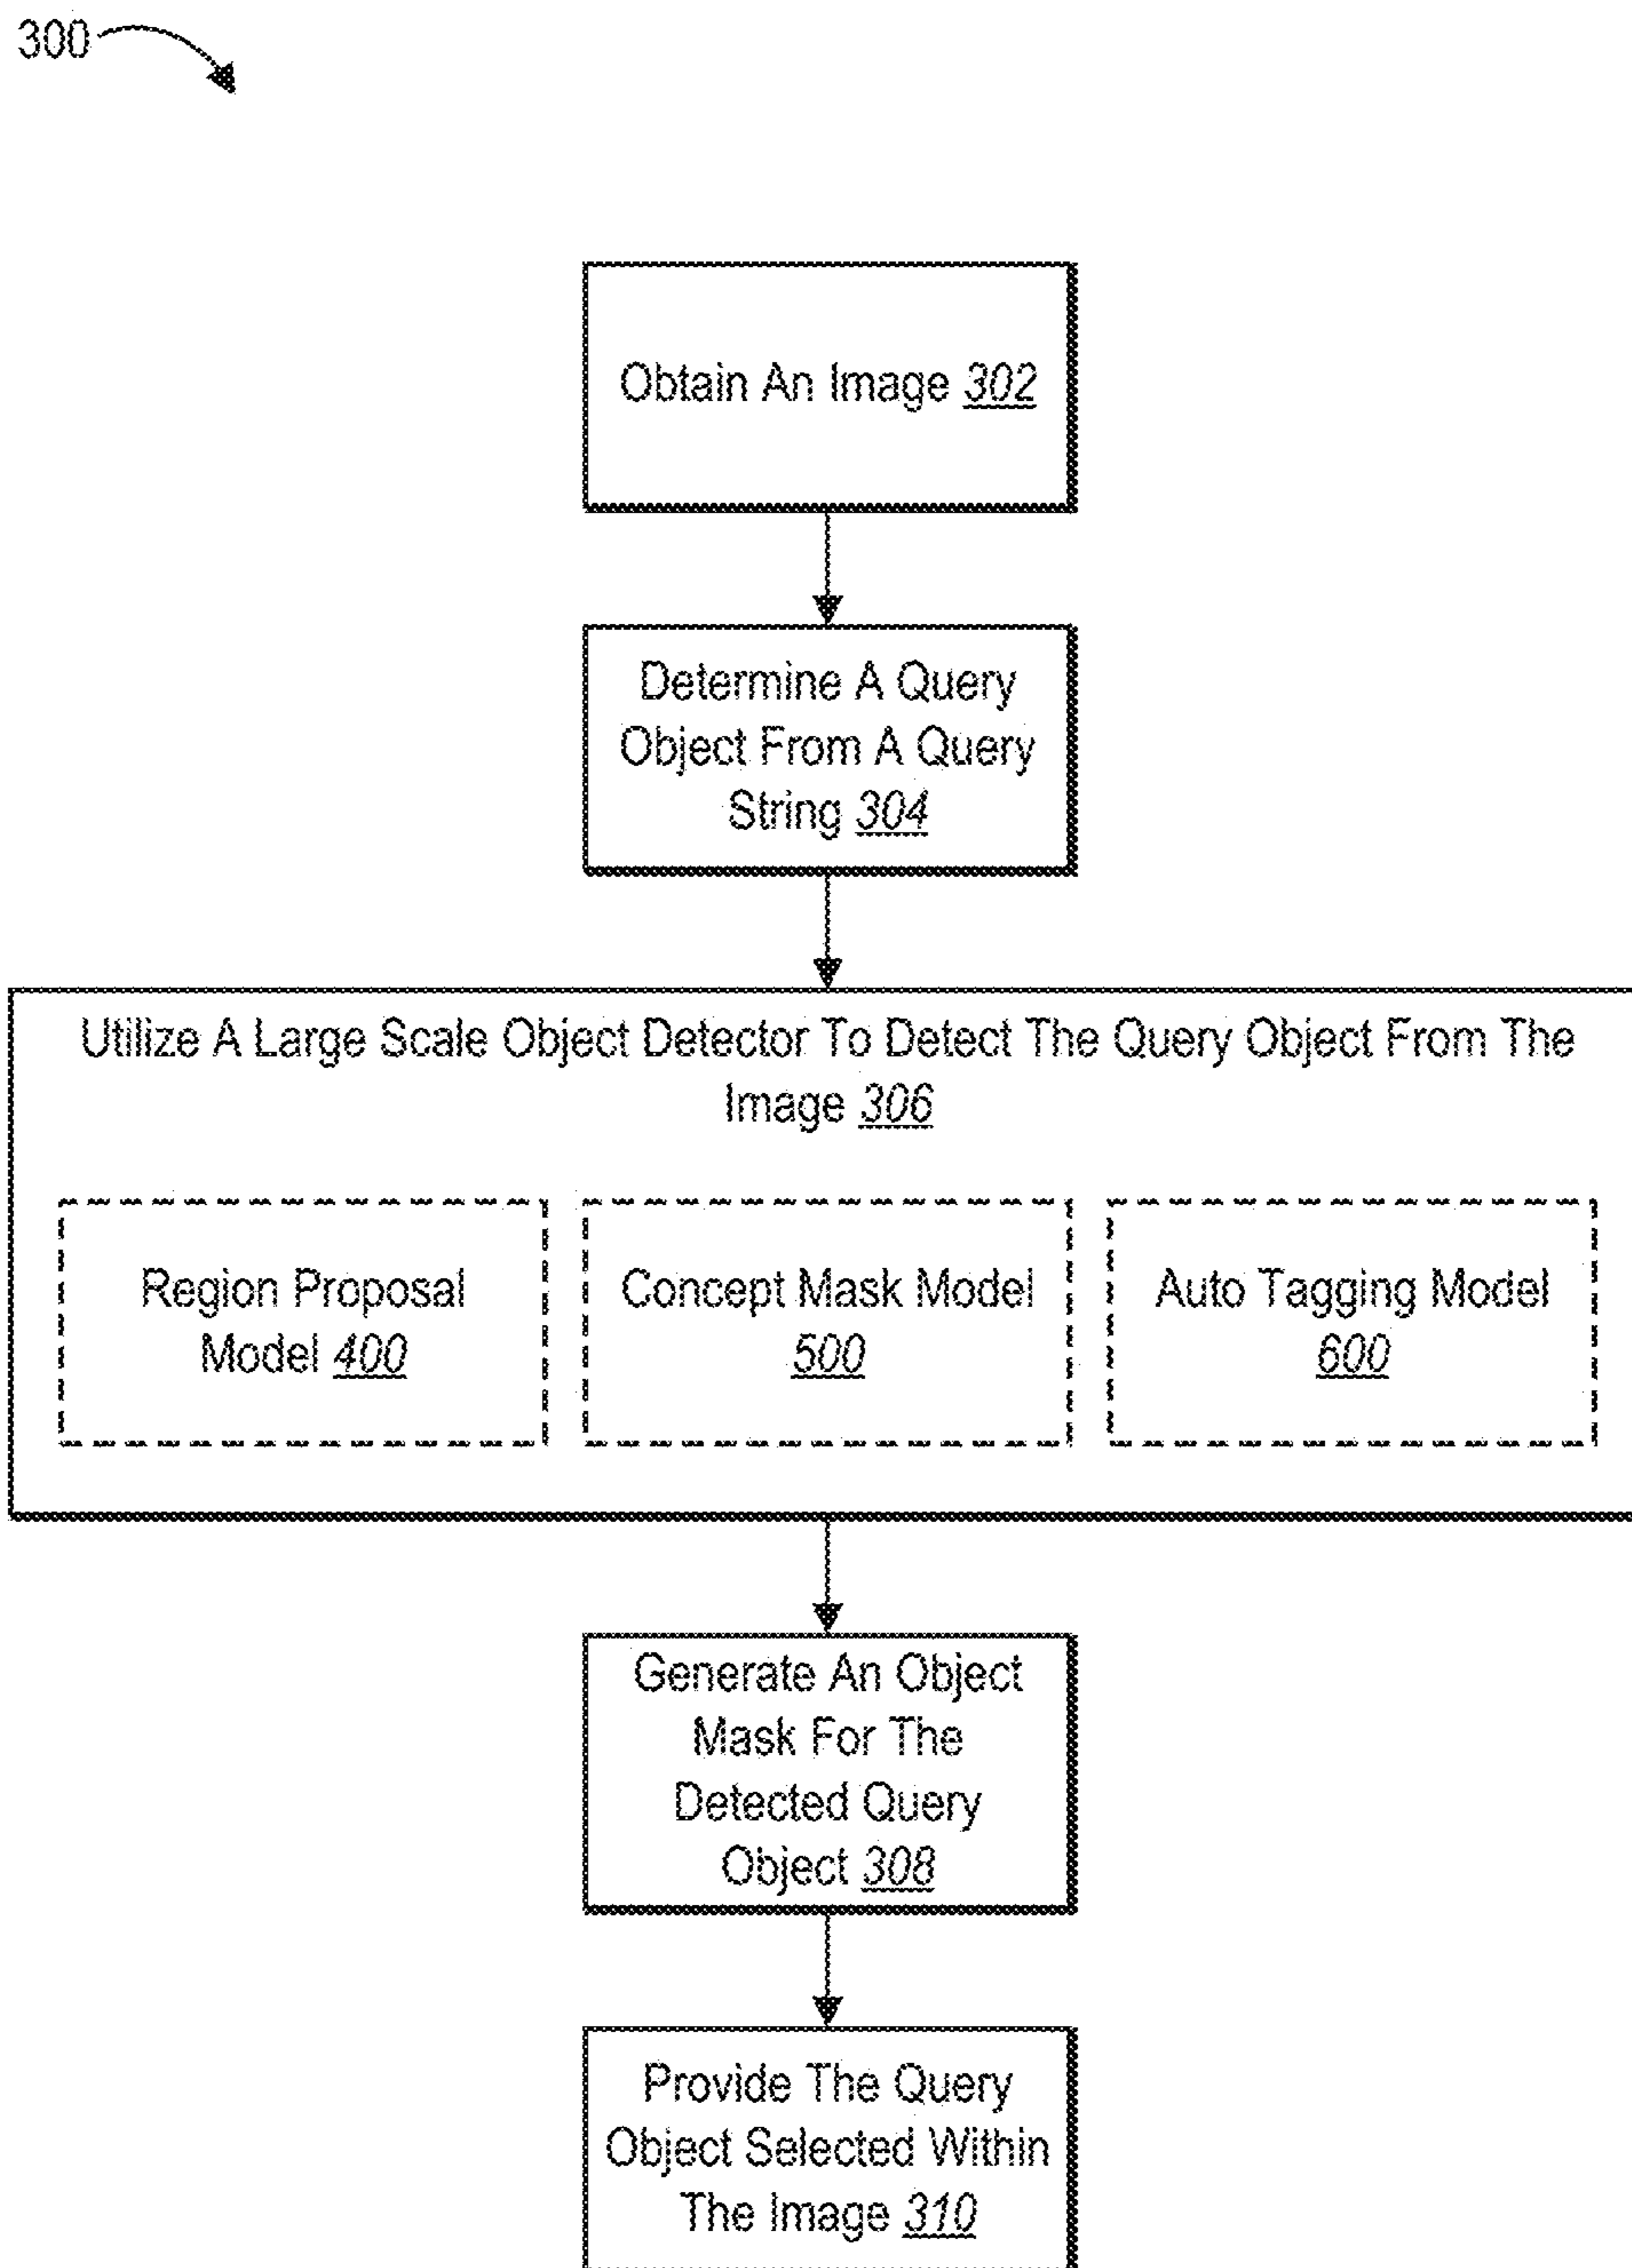 300
Obtain An Image 302
Determine A Query
Object From A Query
String 304
Utilize A Large Scale Object Detector To Detect The Query Object From The
Image 306
Region Proposal
Model 400
Concept Mask Model
500
Auto Tagging Model
600
Generate An Object
Mask For The
Detected Query
Object 308
Provide The Query
Object Selected Within
The Image 310